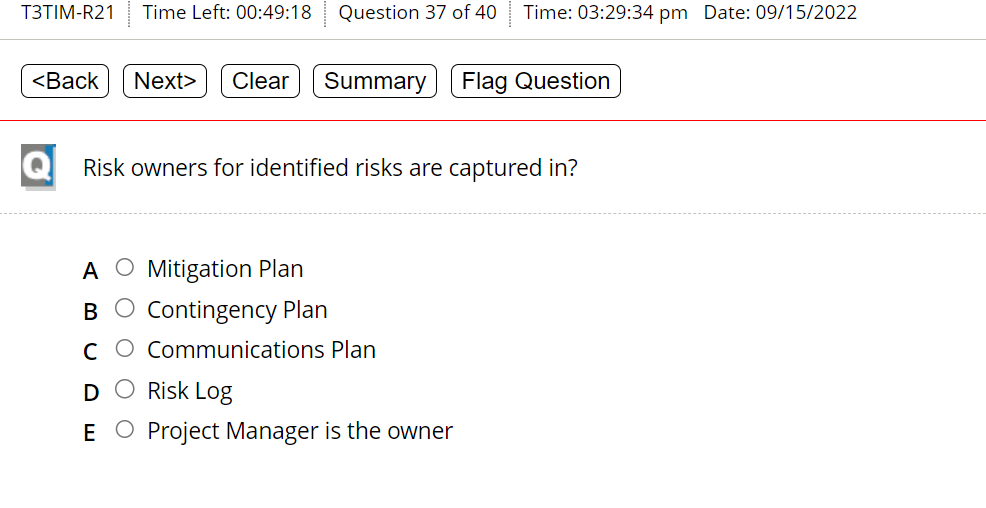 T3TIM-R21 Time Left: 00:49:18 Question 37 of 40 Time: 03:29:34 pm Date: 09/15/2022
<Back Next> Clear Summary Flag Question
Q Risk owners for identified risks are captured in?
A Mitigation Plan
B Contingency Plan
C Communications Plan
D Risk Log
E Project Manager is the owner